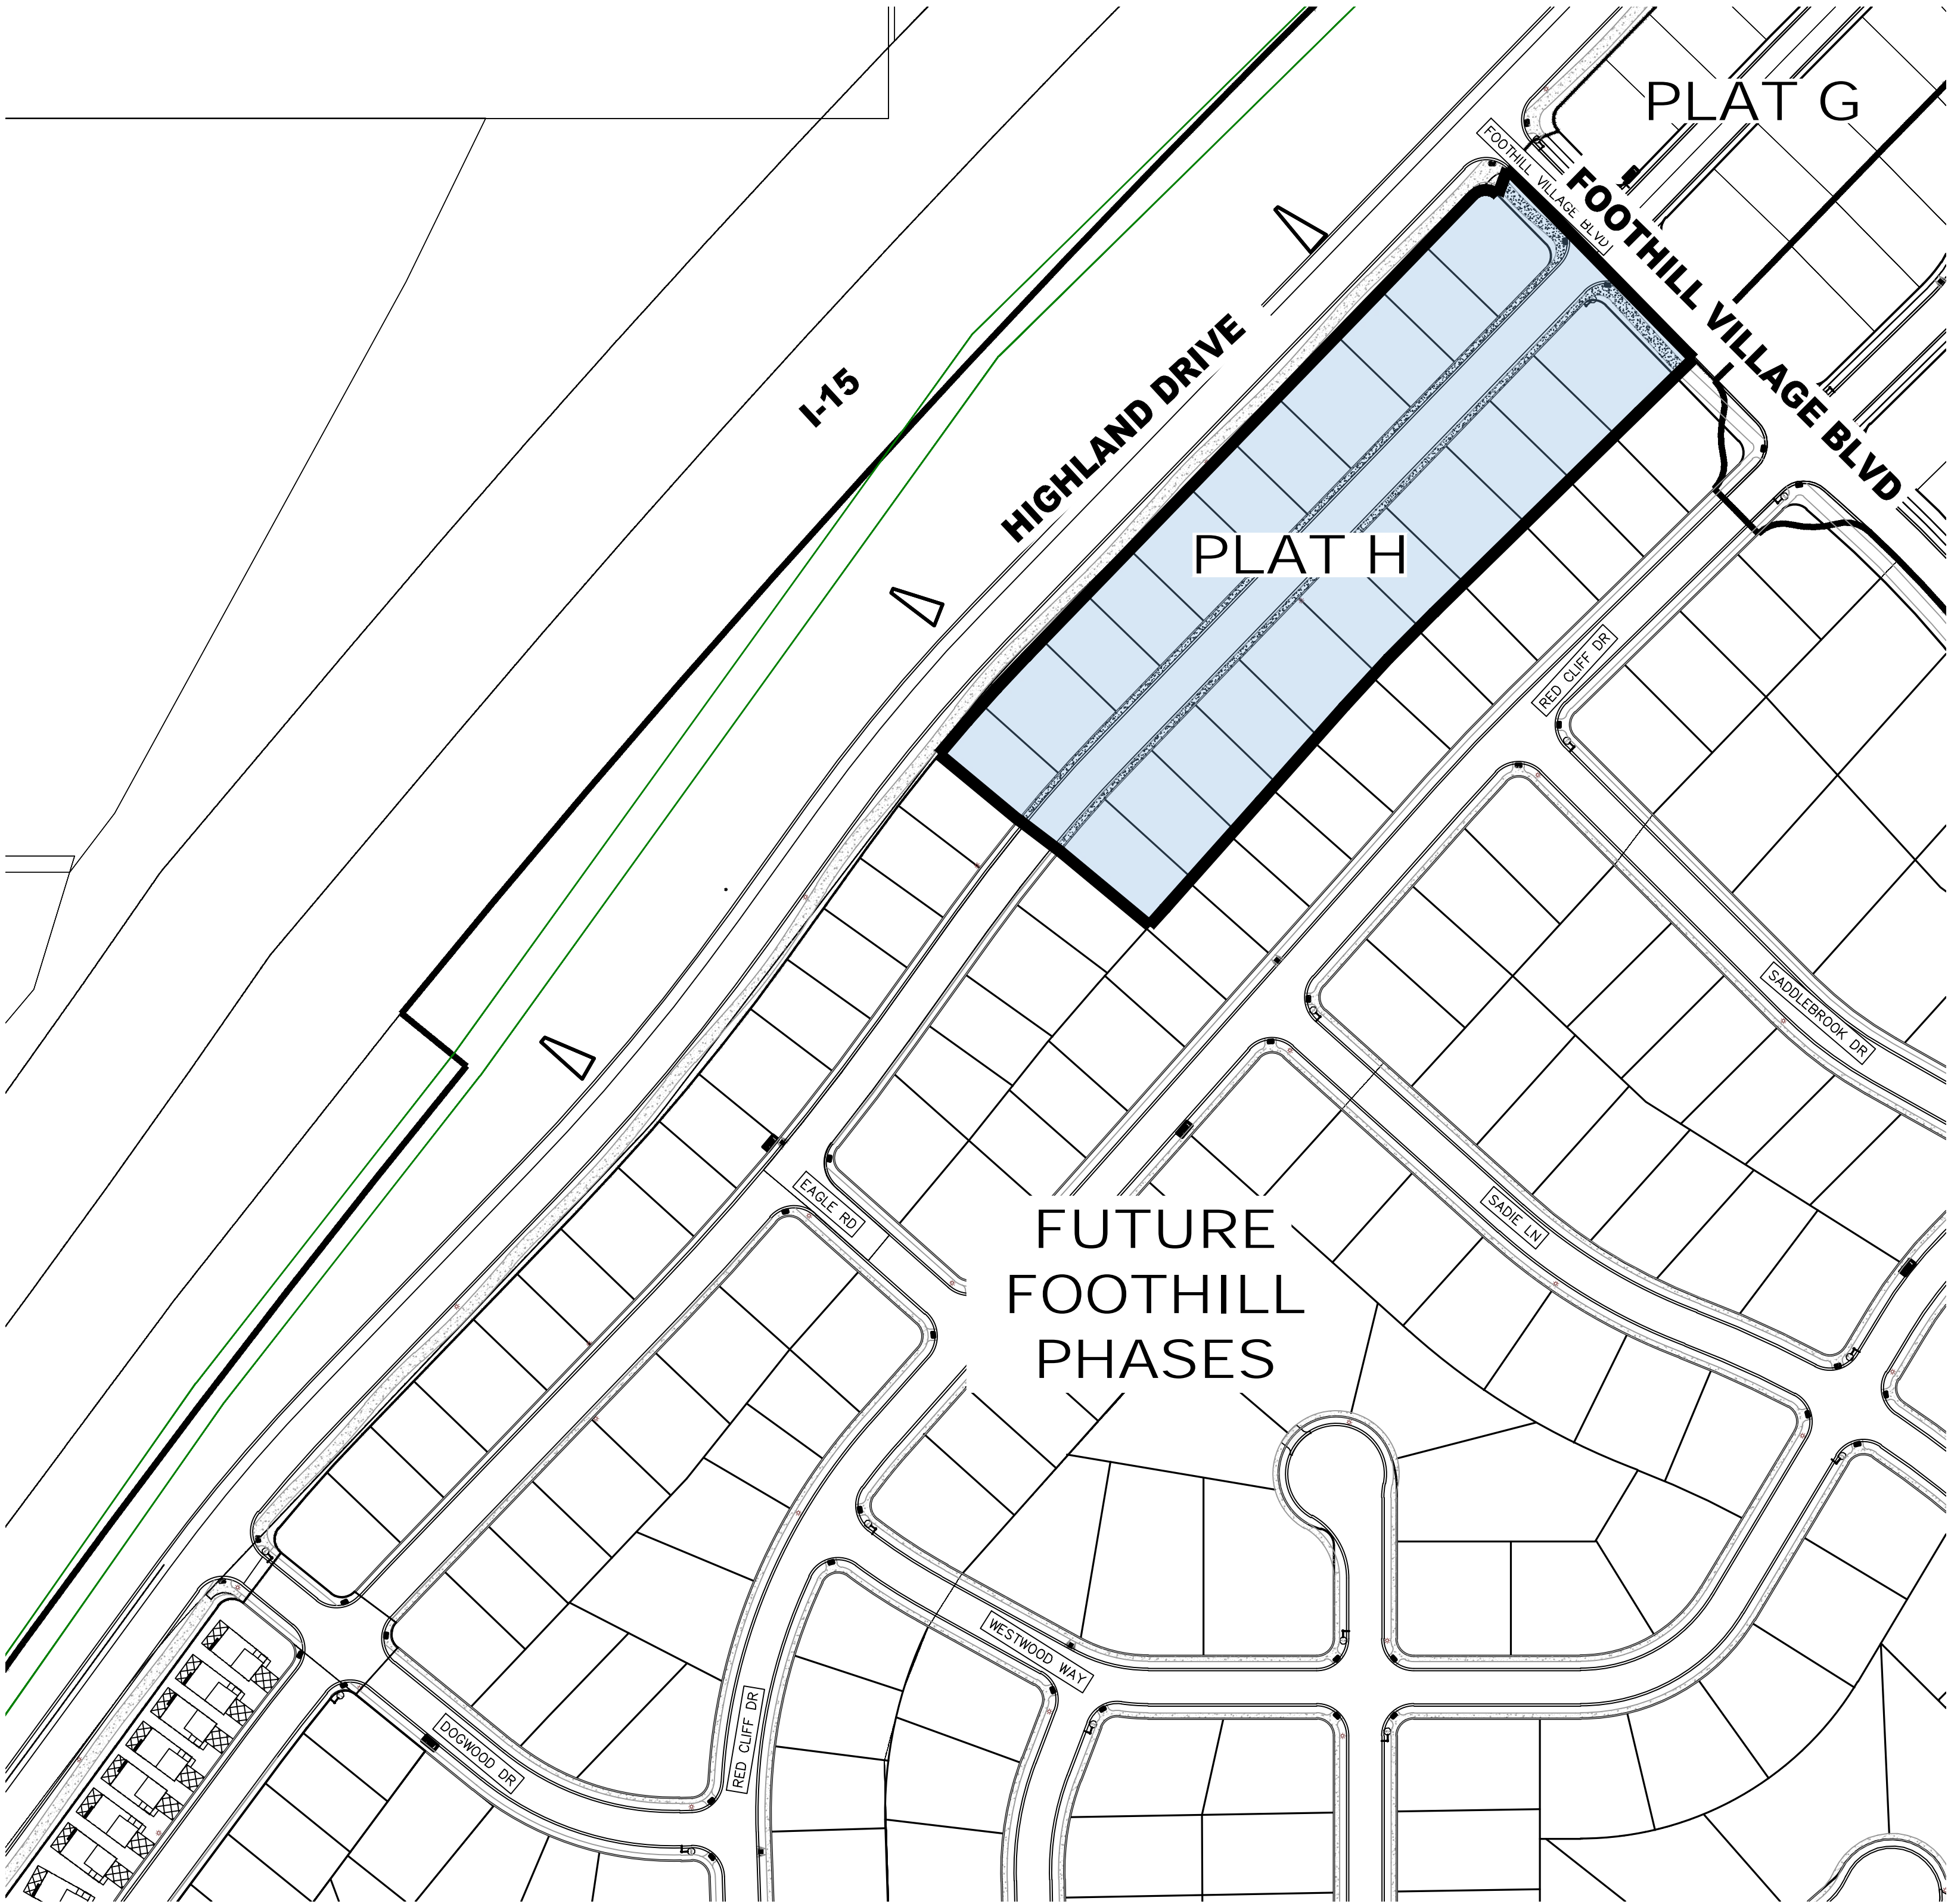 PLAT G
FOOTHILL VILLAGE BLVD
FOOTHILL VILLAGE BLVD
I-15
HIGHLAND DRIVE
PLAT H
RED CLIFF DR
SADDLEBROOK DR
EAGLE RD
SADIE LN
FUTURE
FOOTHILL
PHASES
WESTWOOD WAY
RED CLIFF DR
DOGWOOD DR